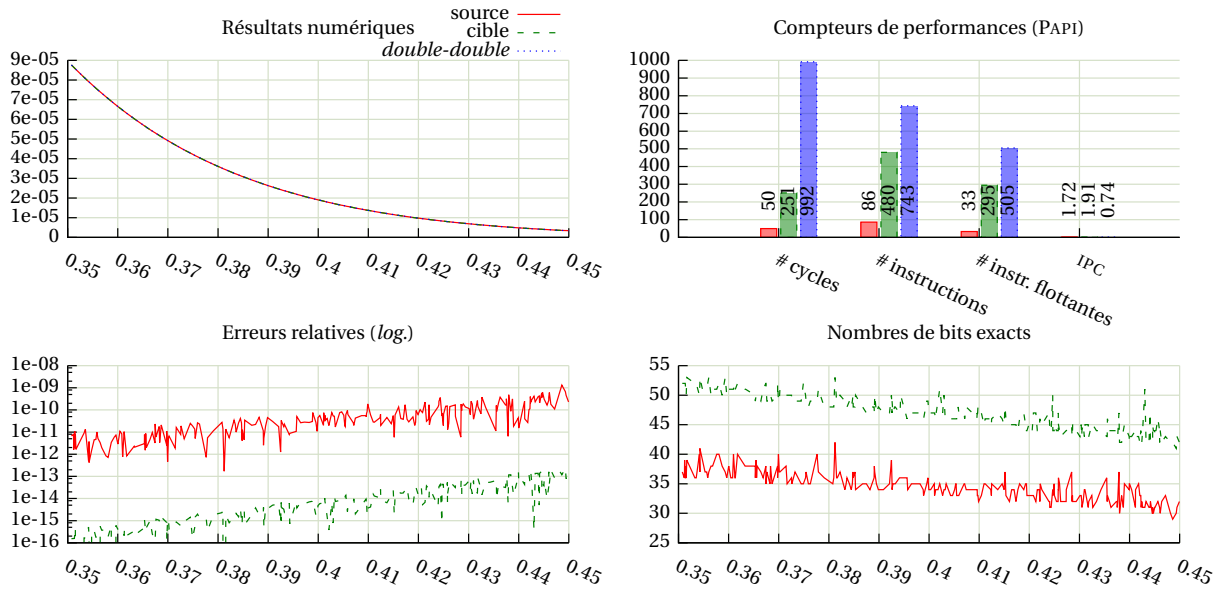 source
cible
double-double
Résultats numériques
9e-05
8e-05
7e-05
6e-05
5e-05
4e-05
3e-05
2e-05
1e-05
0
0.35
0.36
0.37
0.38
0.39
0.4
0.41
0.42
0.43
0.44
0.45
Compteurs de performances (PAPI)
1000
900
800
700
600
500
400
300
200
100
0
50
251
992
86
480
743
33
295
505
1.72
1.91
0.74
# cycles
# instructions
# instr. flottantes
IPC
Erreurs relatives (log.)
1e-08
1e-09
1e-10
1e-11
1e-12
1e-13
1e-14
1e-15
1e-16
0.35
0.36
0.37
0.38
0.39
0.4
0.41
0.42
0.43
0.44
0.45
Nombres de bits exacts
55
50
45
40
35
30
25
0.35
0.36
0.37
0.38
0.39
0.4
0.41
0.42
0.43
0.44
0.45